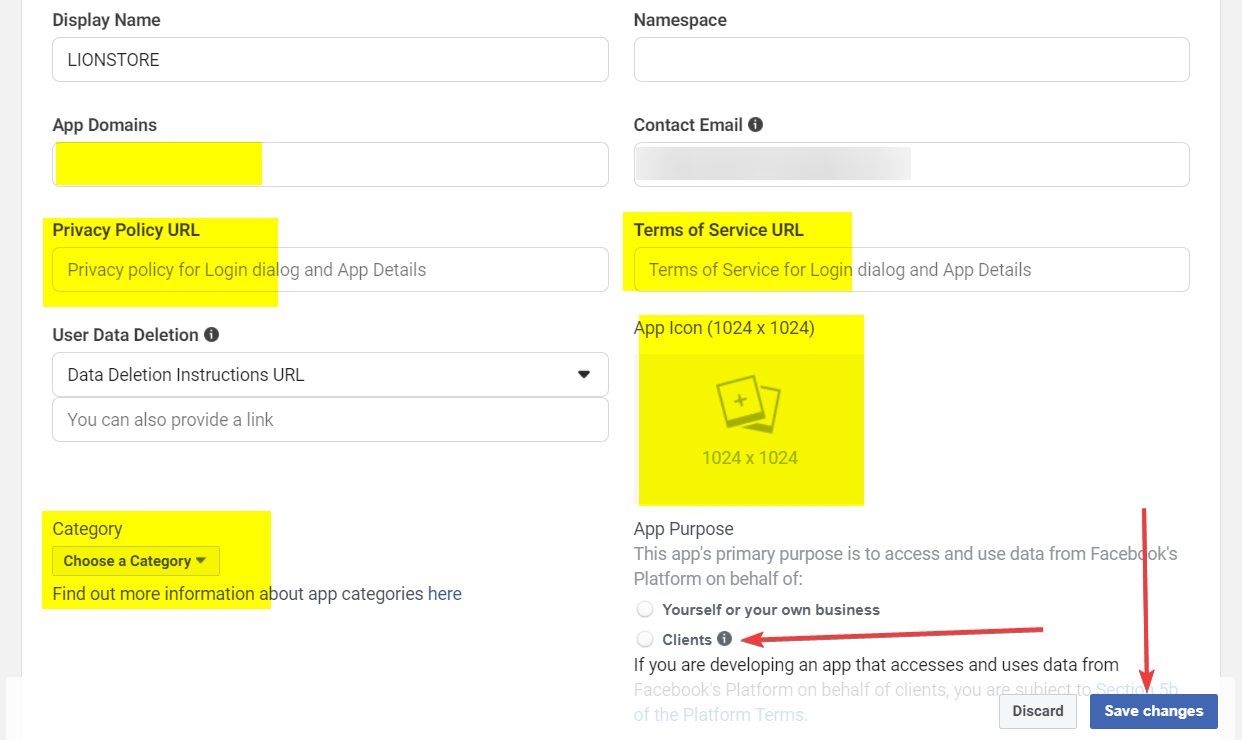 Display Name
Namespace
LIONSTORE
App Domains
Contact Email
Privacy Policy URL
Terms of Service URL
Privacy policy for Login dialog and App Details
Terms of Service for Login dialog and App Details
User Data Deletion
App Icon (1024 x 1024)
Data Deletion Instructions URL
You can also provide a link
1024 x 1024
Category
Choose a Category
Find out more information about app categories here
App Purpose
This app's primary purpose is to access and use data from Facebook's
Platform on behalf of:
Yourself or your own business
Clients
If you are developing an app that accesses and uses data from
Facebook's Platform on behalf of clients, you are subject to Section 5b
of the Platform Terms.
Discard
Save changes